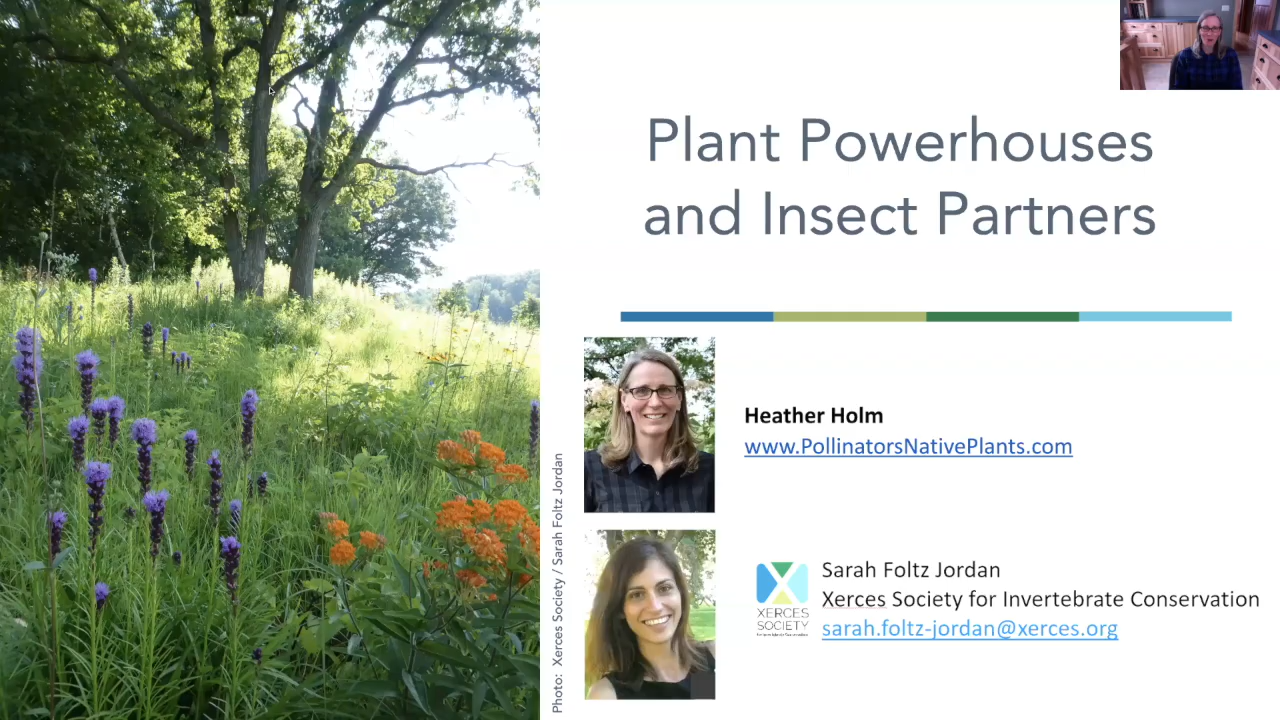 Plant Powerhouses
and Insect Partners
Heather Holm
www.PollinatorsNativePlants.com
Photo: Xerces Society / Sarah Foltz Jordan
XERCES
SOCIETY
Sarah Foltz Jordan
Xerces Society for Invertebrate Conservation
sarah.foltz-jordan@xerces.org